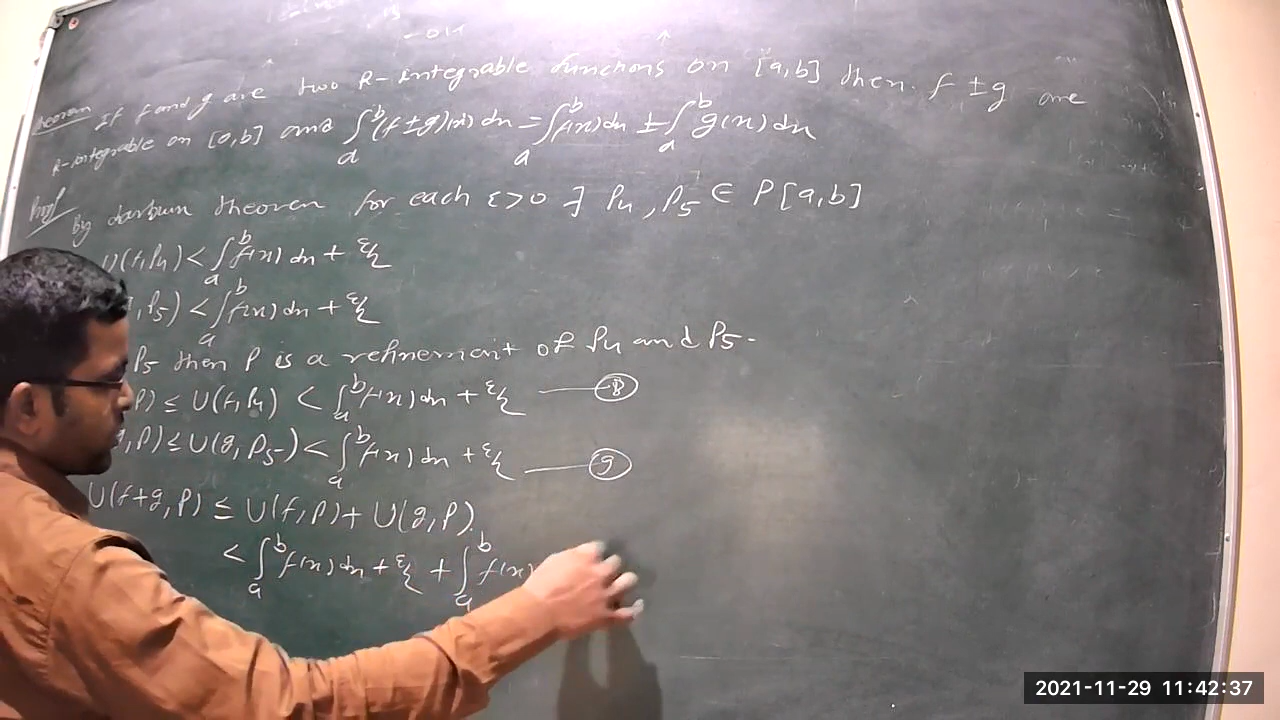 Theorem If f and g are two R-integrable functions on [a,b] then f ± g are
R-integrable on [a,b] and ∫_a^b (f±g)(x) dx = ∫_a^b f(x) dx ± ∫_a^b g(x) dx
Proof
By darbux theorem for each ε>0 ∃ P4, P5 ∈ P[a,b]
U(f,P4) < ∫_a^b f(x) dx + ε/2
, P5) < ∫_a^b f(x) dx + ε/2
P5 then P is a refinement of P4 and P5.
P) ≤ U(f,P4) < ∫_a^b f(x) dx + ε/2 — 8
g,P) ≤ U(g,P5) < ∫_a^b f(x) dx + ε/2 — 9
U(f+g,P) ≤ U(f,P) + U(g,P).
< ∫_a^b f(x) dx + ε/2 + ∫_a^b f(x)
2021-11-29 11:42:37